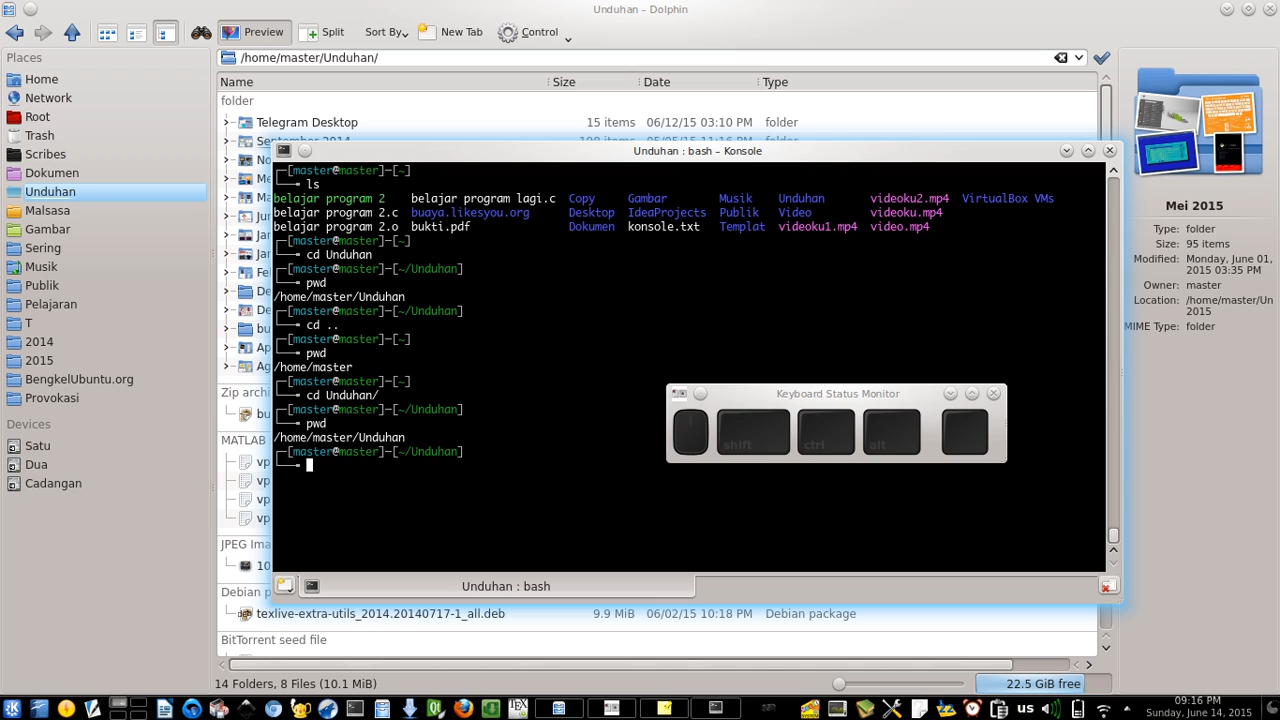 Unduhan – Dolphin
Preview Split Sort By New Tab Control
Places
Home
Network
Root
Trash
Scribes
Dokumen
Unduhan
Malsasa
Gambar
Sering
Musik
Publik
Pelajaran
T
2014
2015
BengkelUbuntu.org
Provokasi
Devices
Satu
Dua
Cadangan
/home/master/Unduhan/
Name Size Date Type
folder
Telegram Desktop 15 items 06/12/15 03:10 PM folder
Unduhan : bash – Konsole
┌─[master@master]─[~]
└──╼ ls
belajar program 2 belajar program lagi.c Copy Gambar Musik Unduhan videoku2.mp4 VirtualBox VMs
belajar program 2.c buaya.likesyou.org Desktop IdeaProjects Publik Video videoku.mp4
belajar program 2.o bukti.pdf Dokumen konsole.txt Templat videoku1.mp4 video.mp4
┌─[master@master]─[~]
└──╼ cd Unduhan
┌─[master@master]─[~/Unduhan]
└──╼ pwd
/home/master/Unduhan
┌─[master@master]─[~/Unduhan]
└──╼ cd ..
┌─[master@master]─[~]
└──╼ pwd
/home/master
┌─[master@master]─[~]
└──╼ cd Unduhan/
┌─[master@master]─[~/Unduhan]
└──╼ pwd
/home/master/Unduhan
┌─[master@master]─[~/Unduhan]
└──╼
Keyboard Status Monitor
shift ctrl alt
Unduhan : bash
Zip archi
MATLAB
JPEG Ima
10
Debian p
texlive-extra-utils_2014.20140717-1_all.deb 9.9 MiB 06/02/15 10:18 PM Debian package
BitTorrent seed file
14 Folders, 8 Files (10.1 MiB) 22.5 GiB free
Mei 2015
Type: folder
Size: 95 items
Modified: Monday, June 01,
2015 03:35 PM
Owner: master
Location: /home/master/Un
2015
MIME Type: folder
us
09:16 PM
Sunday, June 14, 2015